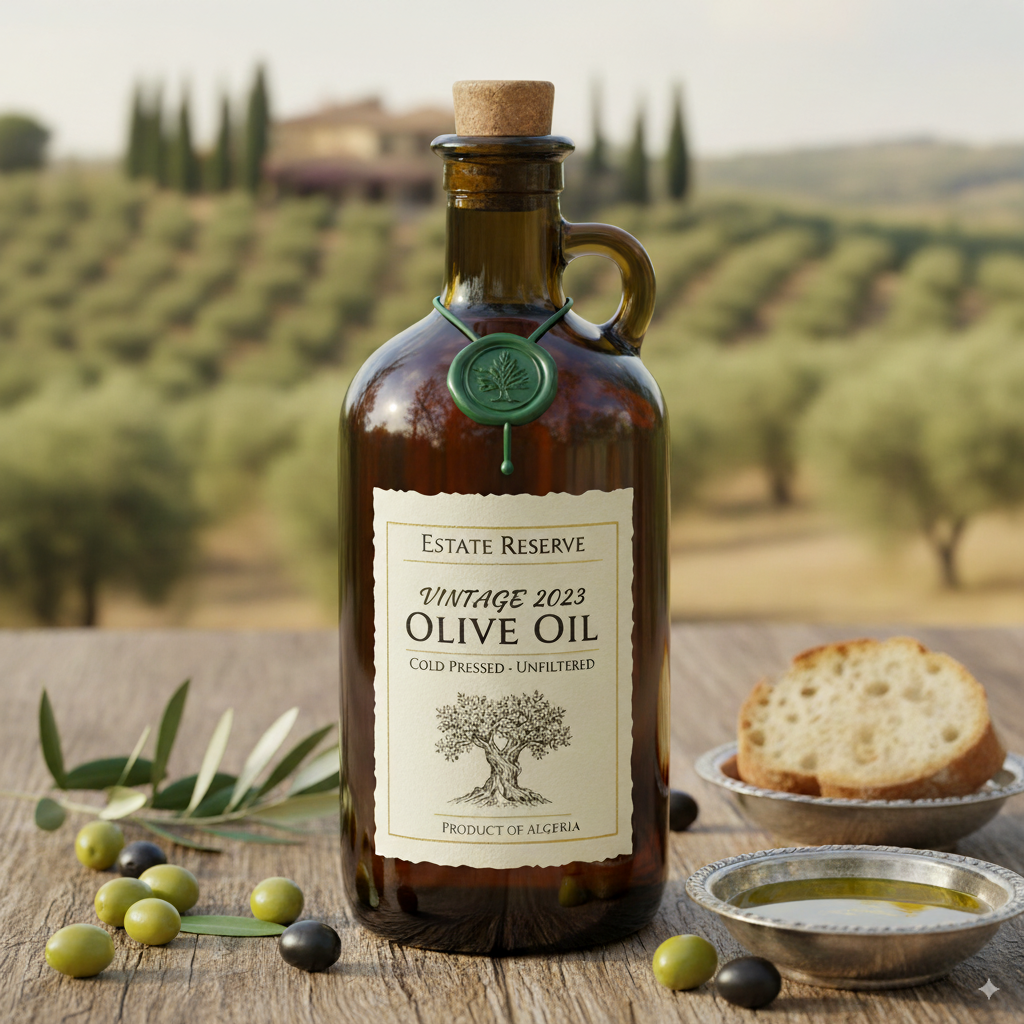 ESTATE RESERVE
VINTAGE 2023
OLIVE OIL
COLD PRESSED - UNFILTERED
PRODUCT OF ALGERIA